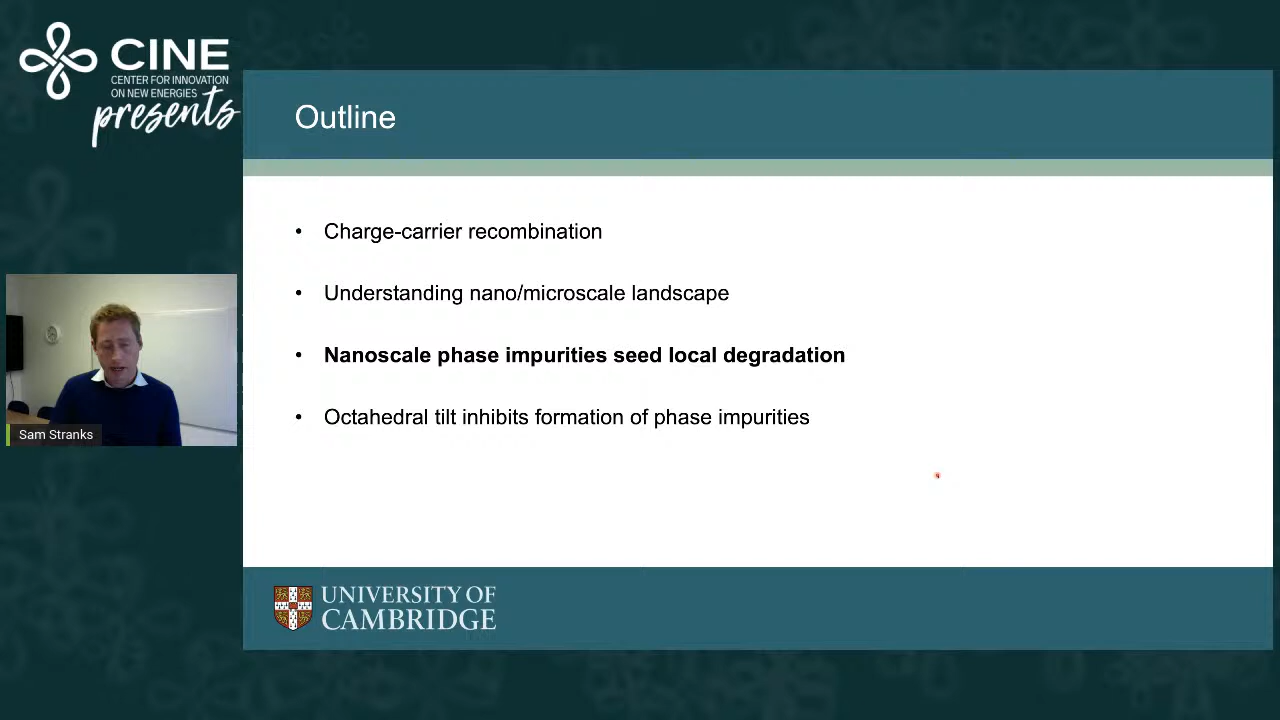 CINE
CENTER FOR INNOVATION
ON NEW ENERGIES
presents
Outline
• Charge-carrier recombination
• Understanding nano/microscale landscape
• Nanoscale phase impurities seed local degradation
• Octahedral tilt inhibits formation of phase impurities
Sam Stranks
UNIVERSITY OF
CAMBRIDGE